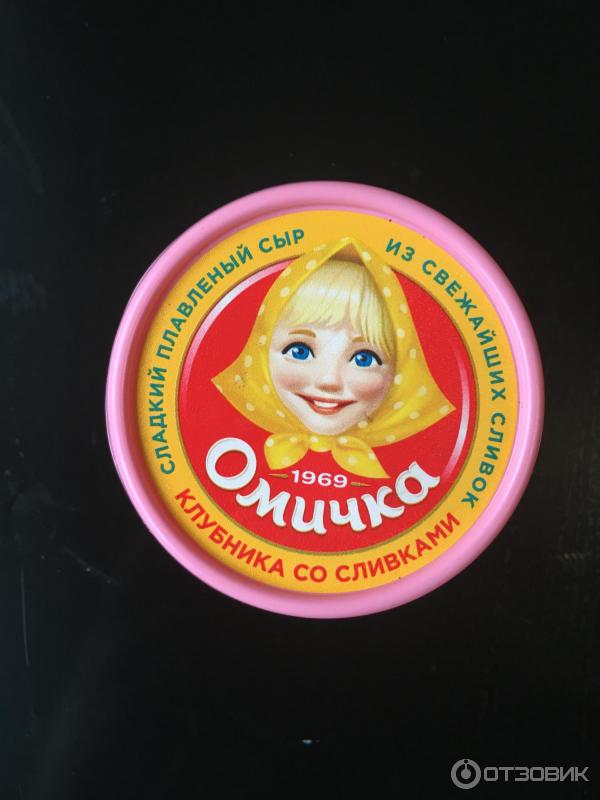 СЛАДКИЙ ПЛАВЛЕНЫЙ СЫР
ИЗ СВЕЖАЙШИХ СЛИВОК
1969
Омичка
КЛУБНИКА СО СЛИВКАМИ
ОТЗОВИК